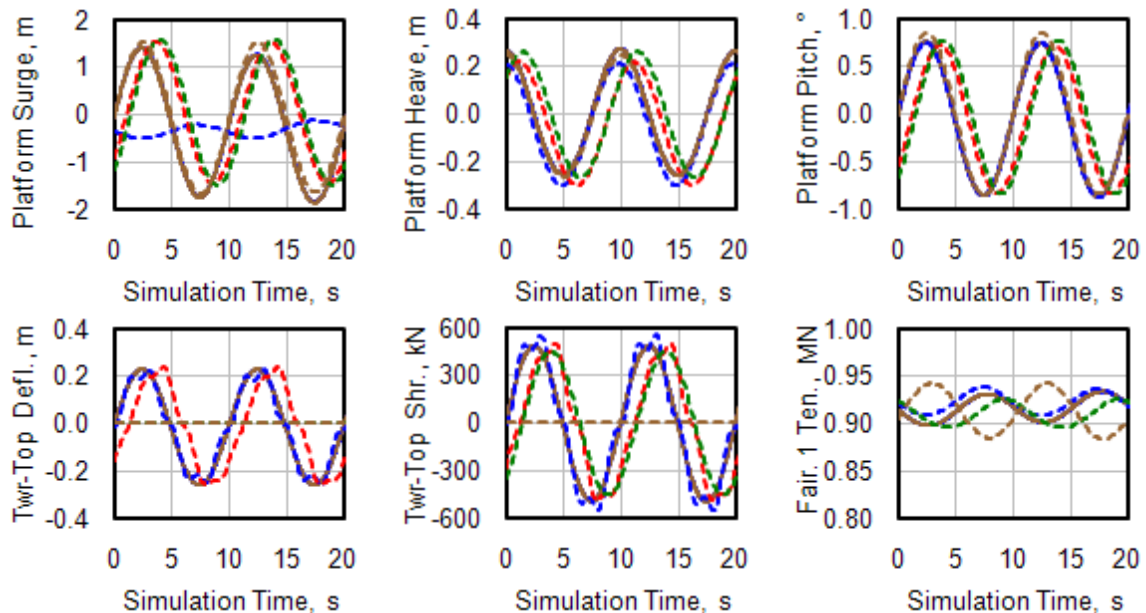 Platform Surge, m
2
1
0
-1
-2
0 5 10 15 20
Simulation Time, s
Platform Heave, m
0.4
0.2
0.0
-0.2
-0.4
0 5 10 15 20
Simulation Time, s
Platform Pitch, °
1.0
0.5
0.0
-0.5
-1.0
0 5 10 15 20
Simulation Time, s
Twr-Top Defl., m
0.4
0.2
0.0
-0.2
-0.4
0 5 10 15 20
Simulation Time, s
Twr-Top Shr., kN
600
300
0
-300
-600
0 5 10 15 20
Simulation Time, s
Fair. 1 Ten., MN
1.00
0.95
0.90
0.85
0.80
0 5 10 15 20
Simulation Time, s